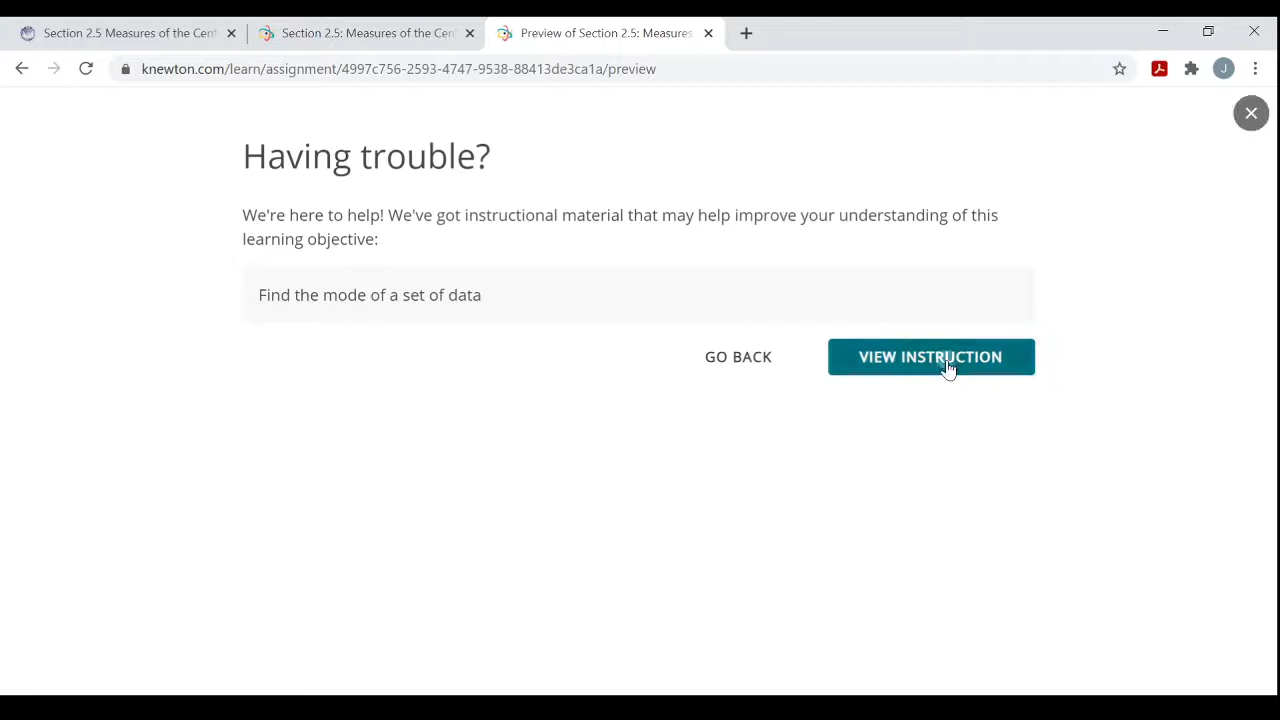 Section 2.5 Measures of the Cent
Section 2.5: Measures of the Cen
Preview of Section 2.5: Measures
knewton.com/learn/assignment/4997c756-2593-4747-9538-88413de3ca1a/preview
J
Having trouble?
We're here to help! We've got instructional material that may help improve your understanding of this
learning objective:
Find the mode of a set of data
GO BACK
VIEW INSTRUCTION